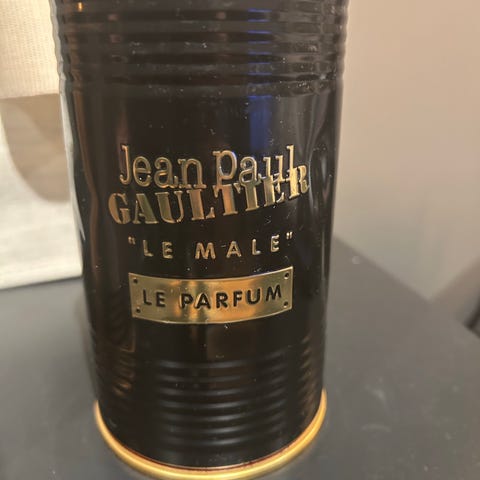 Jean Paul
GAULTIER
"LE MALE"
LE PARFUM